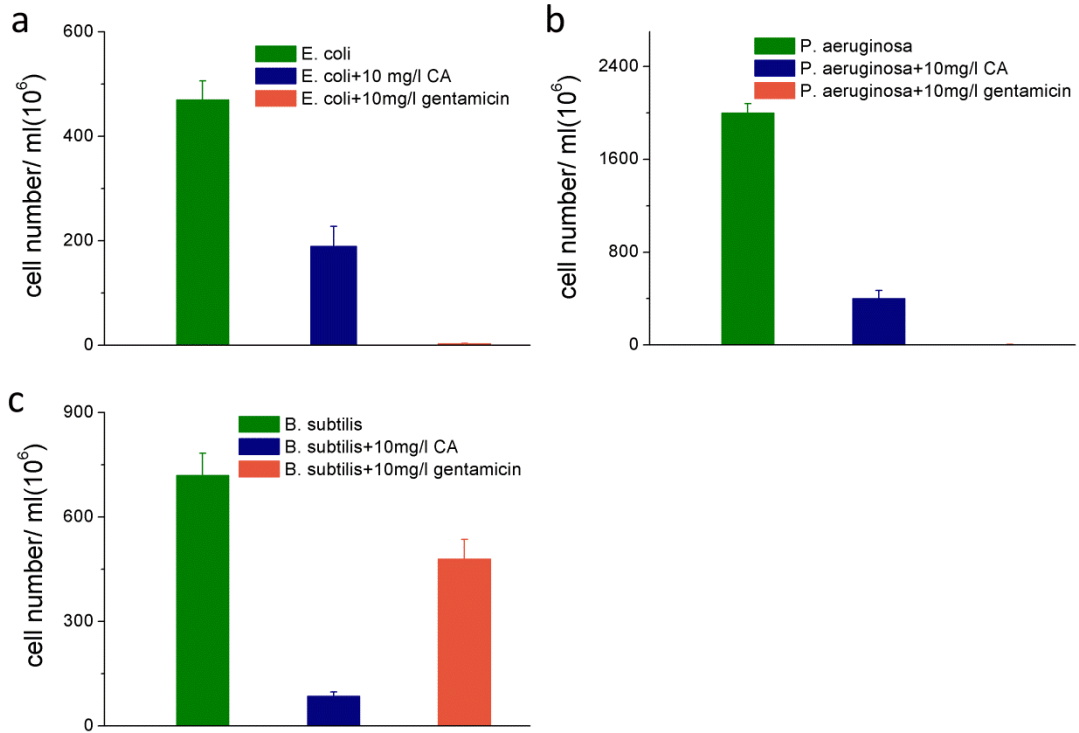 a
cell number/ ml(10⁶)
600
400
200
0
E. coli
E. coli+10 mg/l CA
E. coli+10mg/l gentamicin
b
cell number/ ml(10⁶)
2400
1600
800
0
P. aeruginosa
P. aeruginosa+10mg/l CA
P. aeruginosa+10mg/l gentamicin
c
cell number/ ml(10⁶)
900
600
300
0
B. subtilis
B. subtilis+10mg/l CA
B. subtilis+10mg/l gentamicin